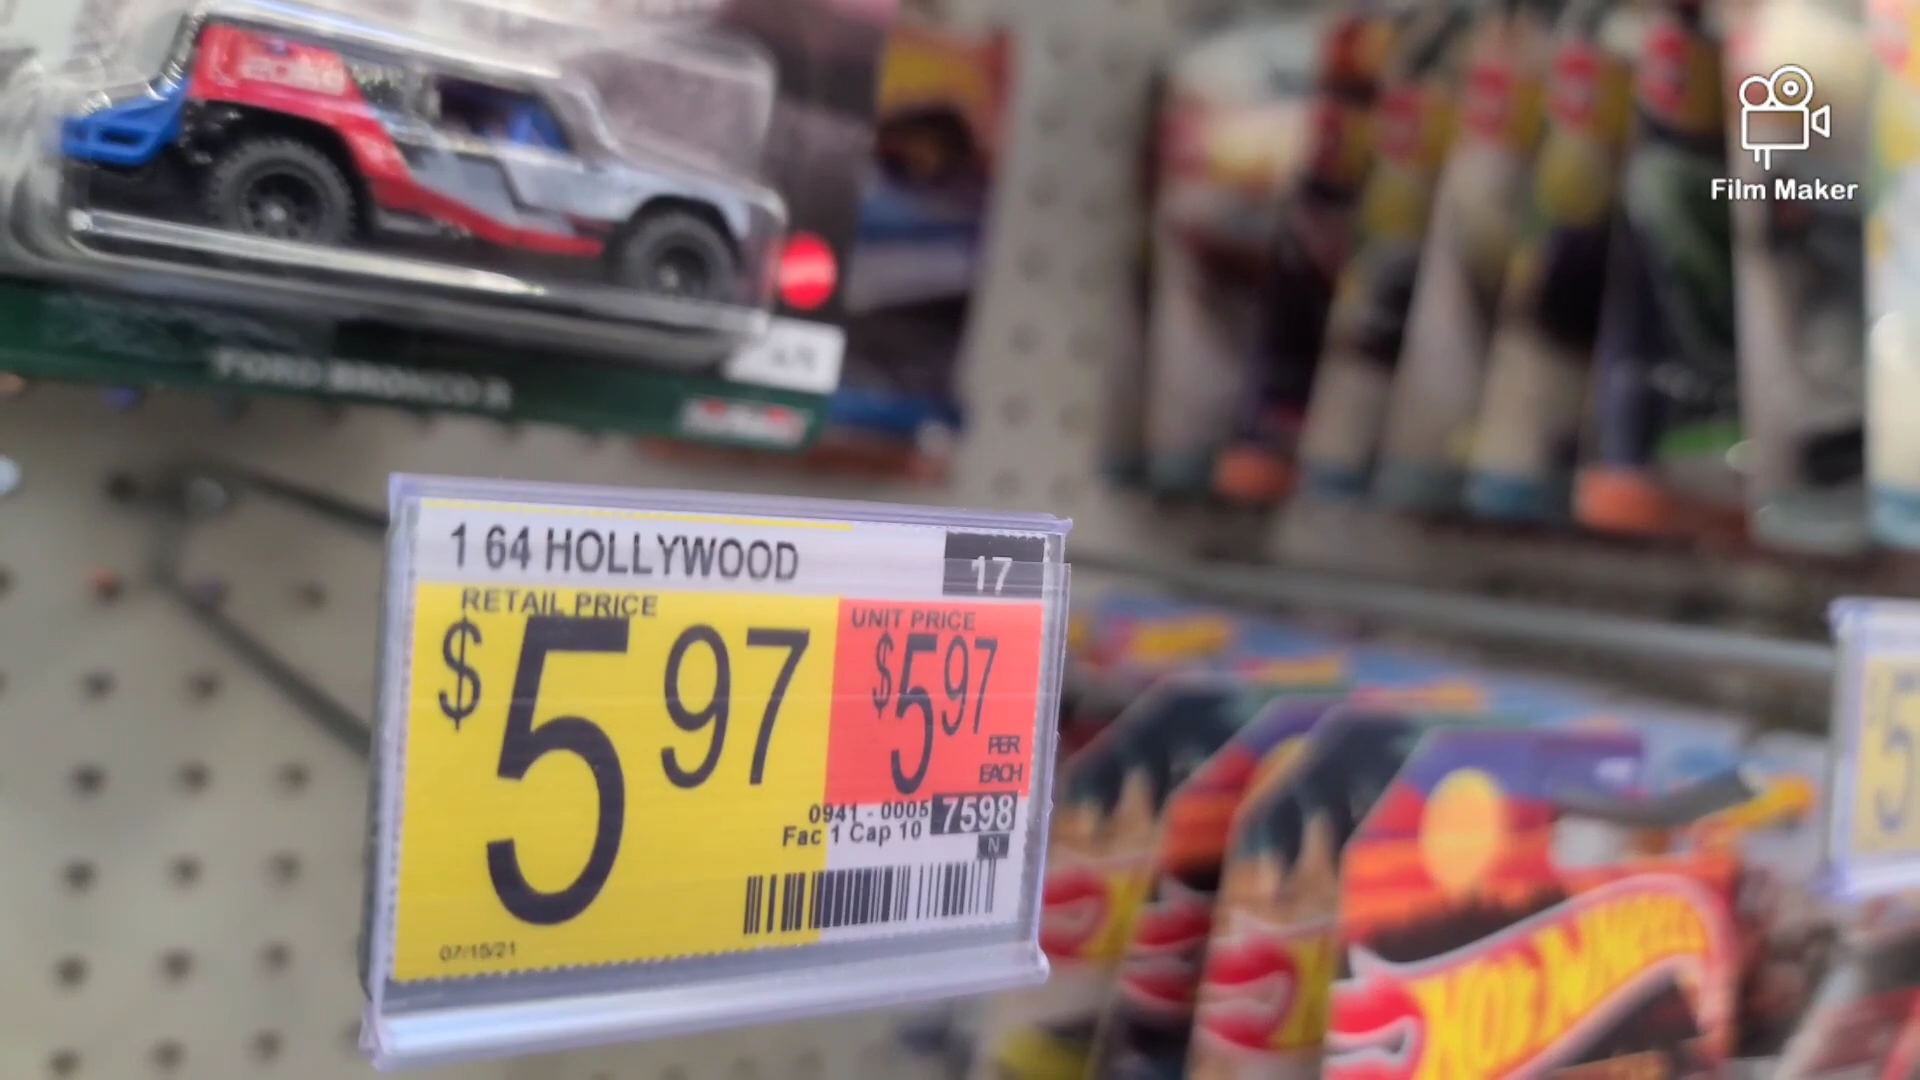 Film Maker
FORD BRONCO R
1 64 HOLLYWOOD
17
RETAIL PRICE
$5 97
UNIT PRICE
$5 97
PER
EACH
0941 - 0005 7598
Fac 1 Cap 10
N
07/15/21
HOT WHEELS
5